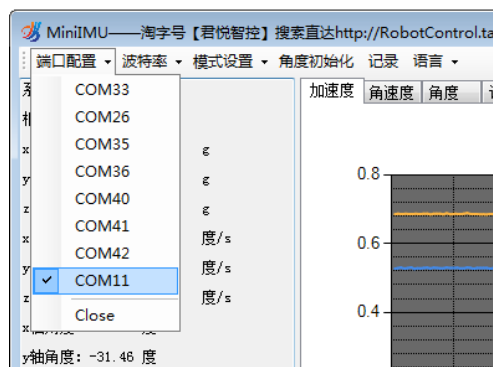 MiniIMU——淘字号【君悦智控】搜素直达http://RobotControl.ta
端口配置 波特率 模式设置 角度初始化 记录 语言
COM33
COM26
COM35
COM36
COM40
COM41
COM42
COM11
Close
x g
y g
z g
x 度/s
y 度/s
z 度/s
y轴角度: -31.46 度
加速度 角速度 角度
0.8
0.6
0.4